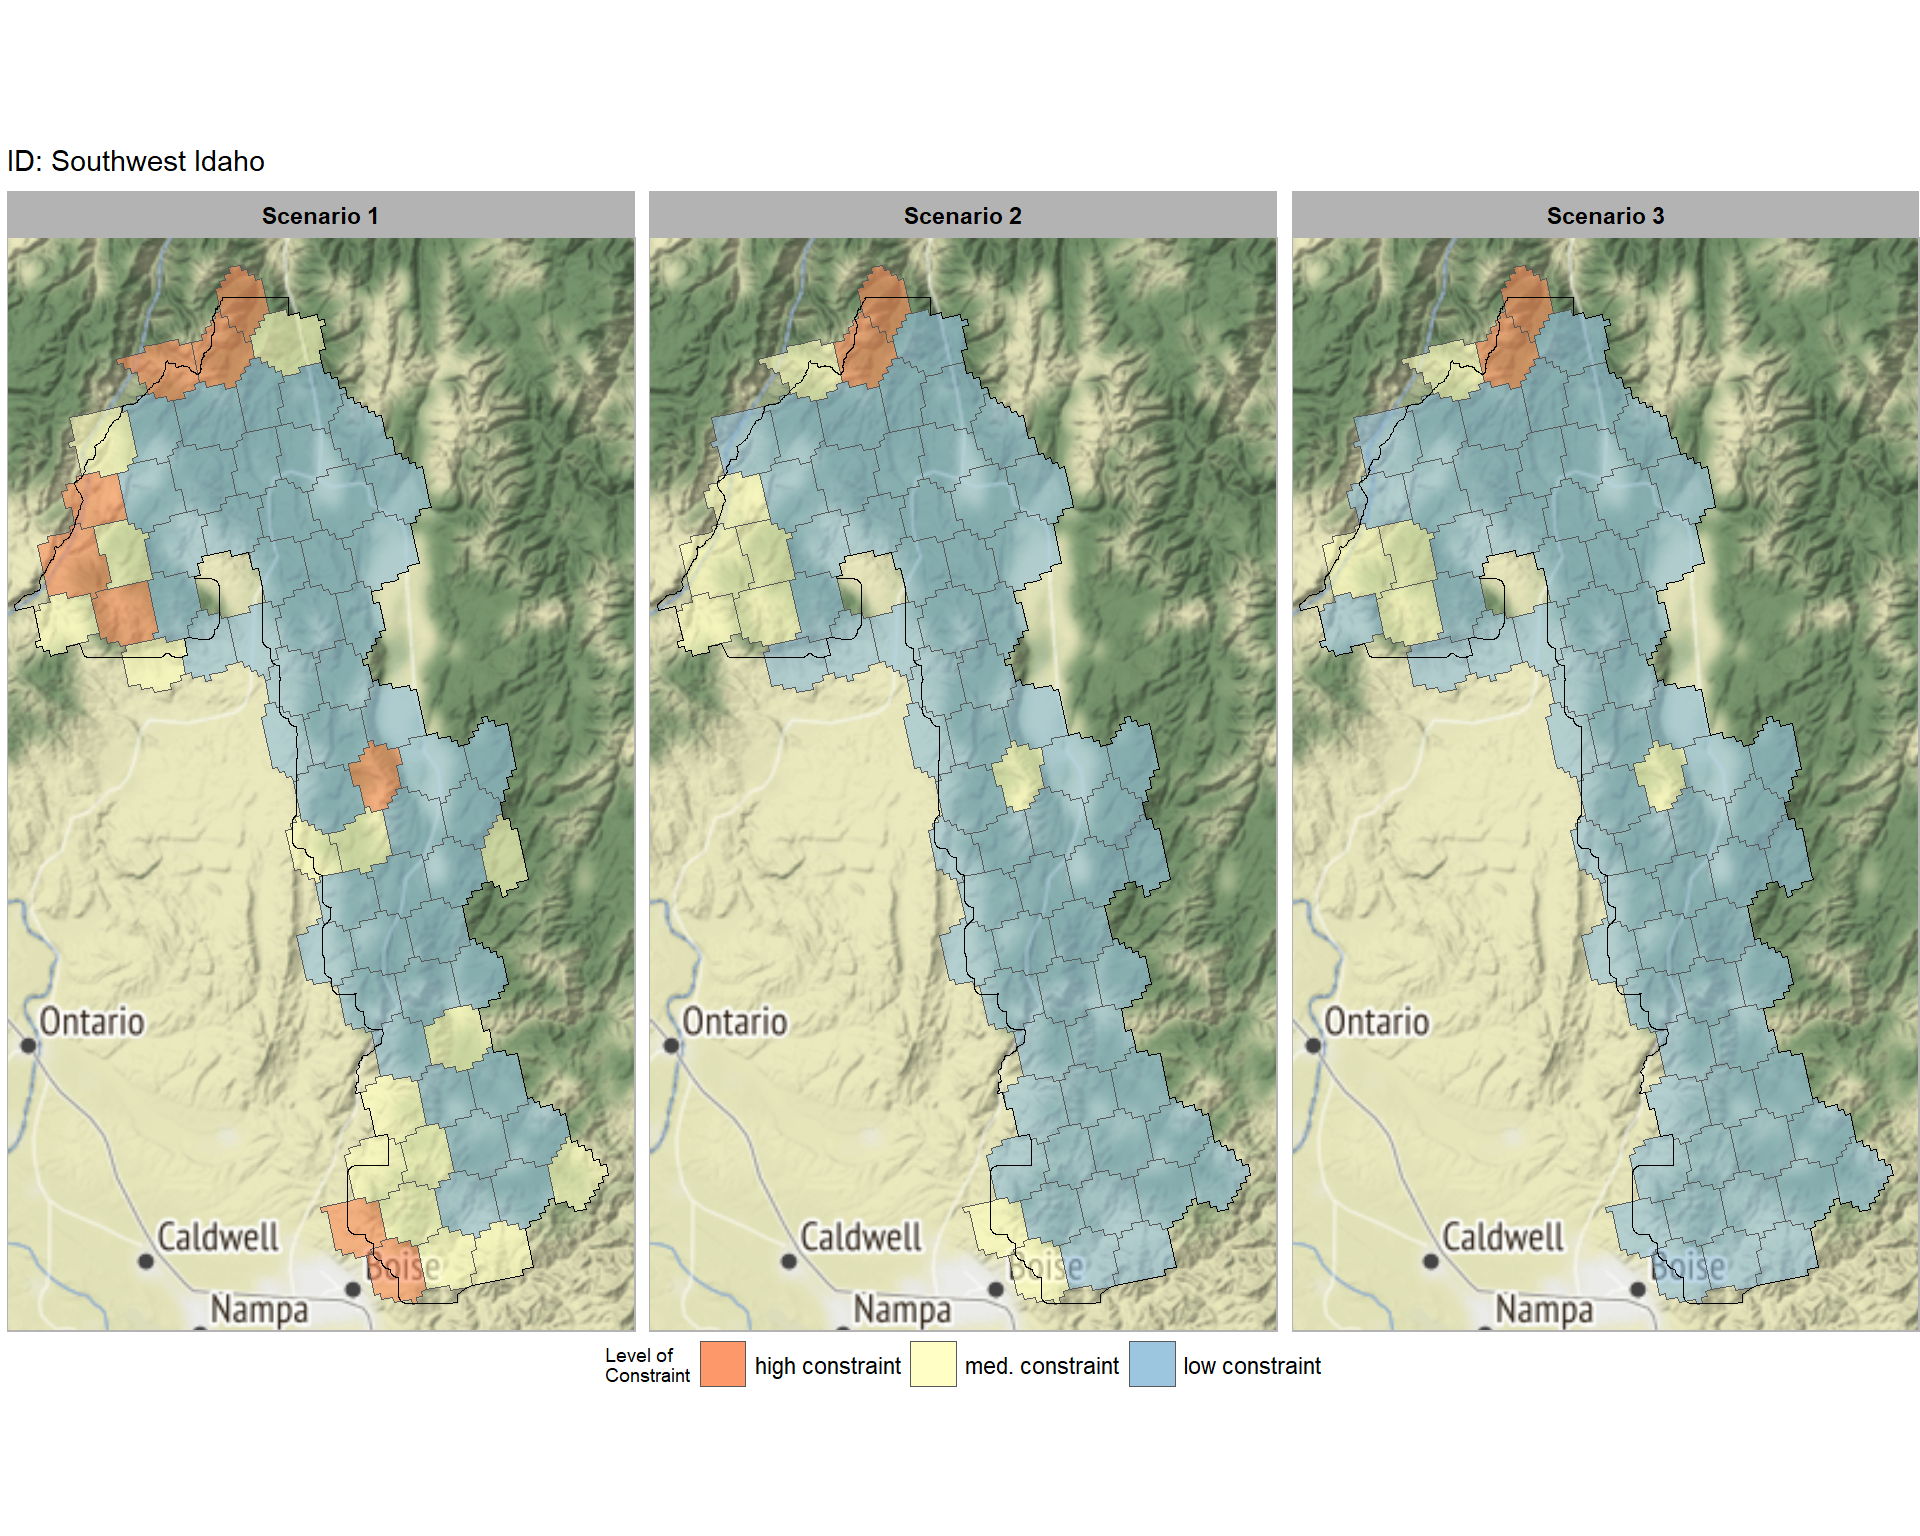 ID: Southwest Idaho
Scenario 1
Scenario 2
Scenario 3
Ontario
Caldwell
Boise
Nampa
Ontario
Caldwell
Boise
Nampa
Ontario
Caldwell
Boise
Nampa
Level of
Constraint
high constraint
med. constraint
low constraint